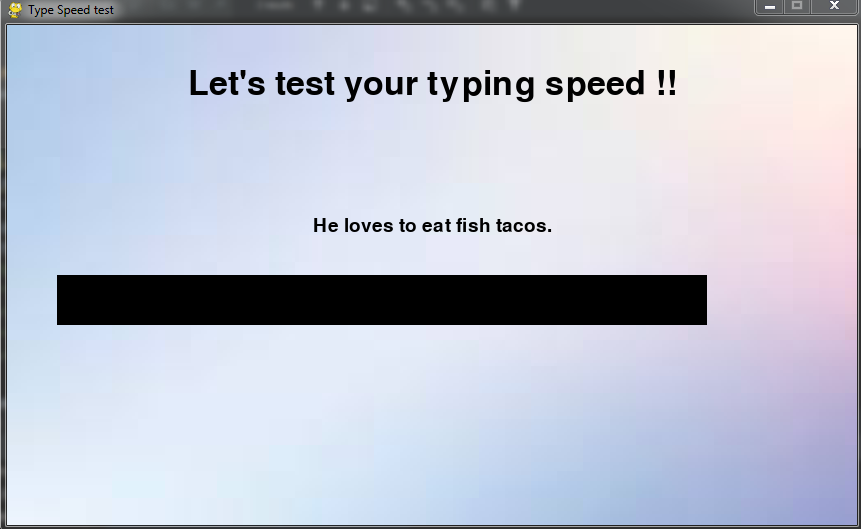 Type Speed test
Let's test your typing speed !!
He loves to eat fish tacos.